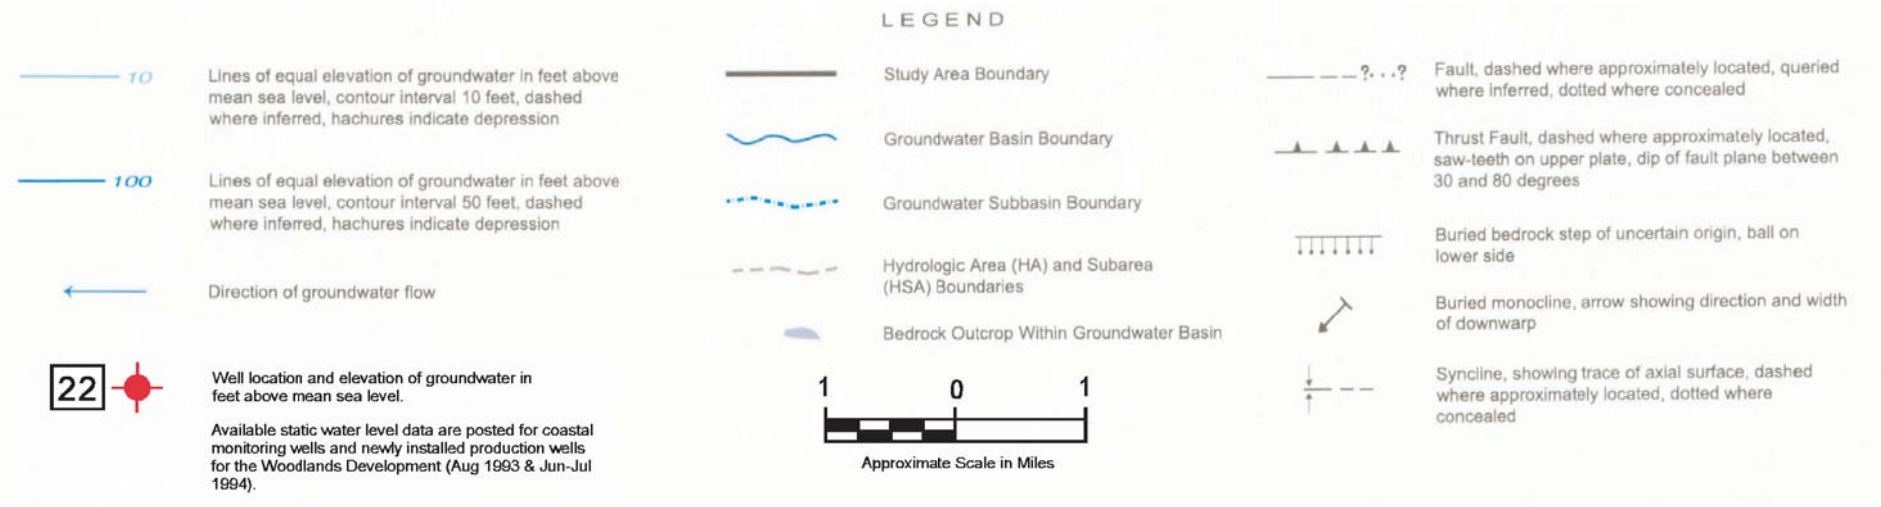 LEGEND
10
Lines of equal elevation of groundwater in feet above
mean sea level, contour interval 10 feet, dashed
where inferred, hachures indicate depression
100
Lines of equal elevation of groundwater in feet above
mean sea level, contour interval 50 feet, dashed
where inferred, hachures indicate depression
Direction of groundwater flow
22
Well location and elevation of groundwater in
feet above mean sea level.
Available static water level data are posted for coastal
monitoring wells and newly installed production wells
for the Woodlands Development (Aug 1993 & Jun-Jul
1994).
Study Area Boundary
Groundwater Basin Boundary
Groundwater Subbasin Boundary
Hydrologic Area (HA) and Subarea
(HSA) Boundaries
Bedrock Outcrop Within Groundwater Basin
1 0 1
Approximate Scale in Miles
?...?
Fault, dashed where approximately located, queried
where inferred, dotted where concealed
Thrust Fault, dashed where approximately located,
saw-teeth on upper plate, dip of fault plane between
30 and 80 degrees
Buried bedrock step of uncertain origin, ball on
lower side
Buried monocline, arrow showing direction and width
of downwarp
Syncline, showing trace of axial surface, dashed
where approximately located, dotted where
concealed